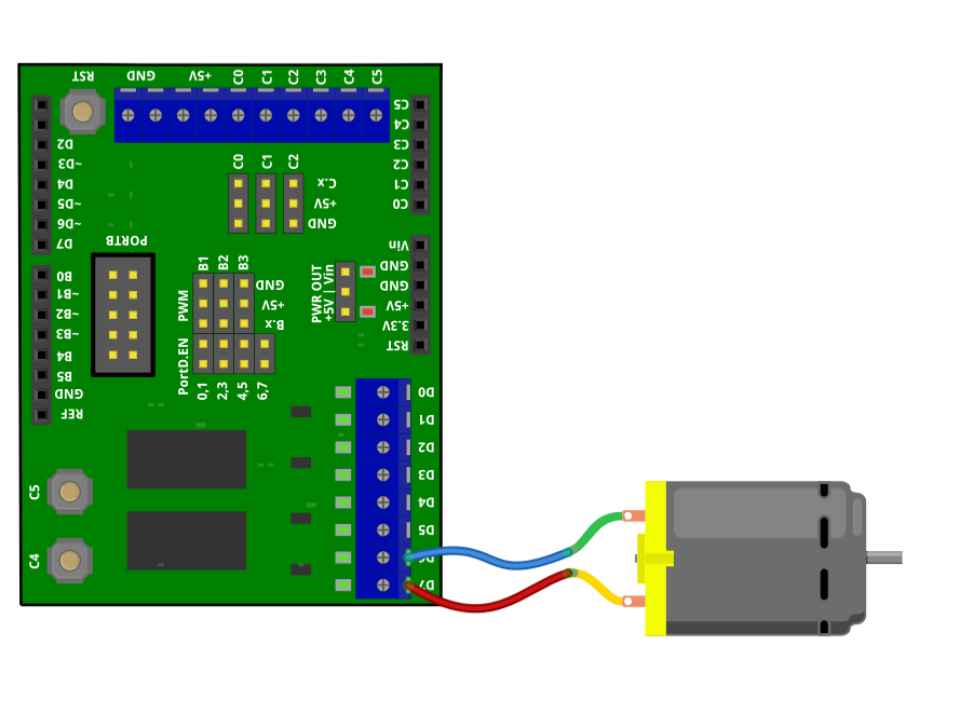 RST GND +5V C0 C1 C2 C3 C4 C5
C5
C4
C3
C2
C1
C0
D2
~D3
D4
~D5
~D6
D7
C0 C1 C2
C.x
+5V
GND
PORTB
Vin
GND
GND
+5V
3.3V
RST
B0
~B1
~B2
~B3
B4
B5
GND
REF
B1 B2 B3
PWM
GND
+5V
B.x
PWR OUT
+5V | Vin
PortD.EN
0,1 2,3 4,5 6,7
D0
D1
D2
D3
D4
D5
D7
C5
C4